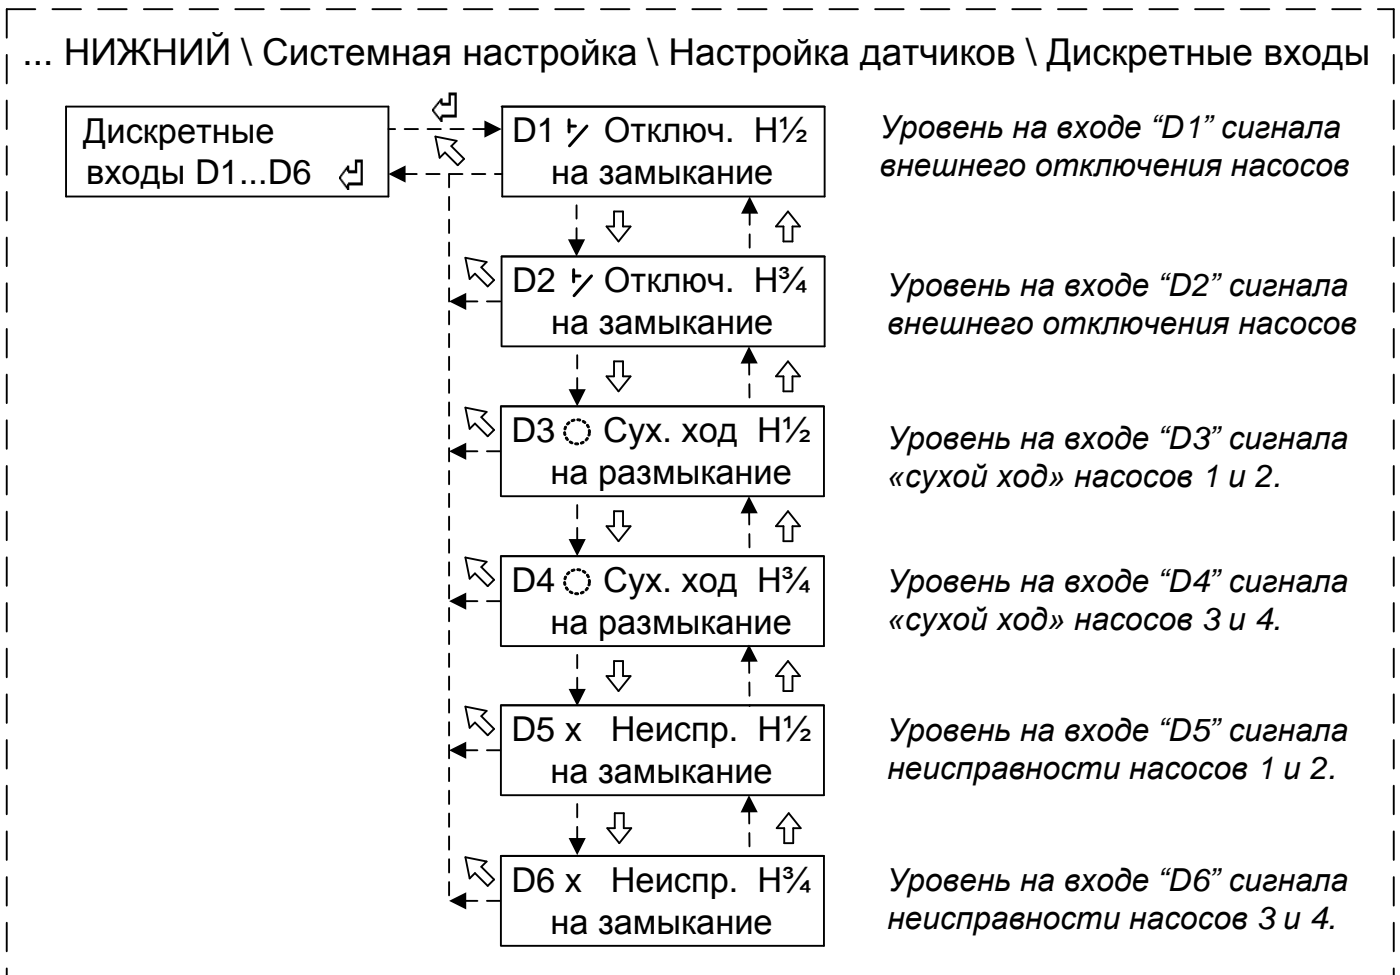 ... НИЖНИЙ \ Системная настройка \ Настройка датчиков \ Дискретные входы
Дискретные
входы D1...D6
D1 Отключ. Н½
на замыкание
Уровень на входе “D1” сигнала
внешнего отключения насосов
D2 Отключ. Н¾
на замыкание
Уровень на входе “D2” сигнала
внешнего отключения насосов
D3 Сух. ход Н½
на размыкание
Уровень на входе “D3” сигнала
«сухой ход» насосов 1 и 2.
D4 Сух. ход Н¾
на размыкание
Уровень на входе “D4” сигнала
«сухой ход» насосов 3 и 4.
D5 x Неиспр. Н½
на замыкание
Уровень на входе “D5” сигнала
неисправности насосов 1 и 2.
D6 x Неиспр. Н¾
на замыкание
Уровень на входе “D6” сигнала
неисправности насосов 3 и 4.